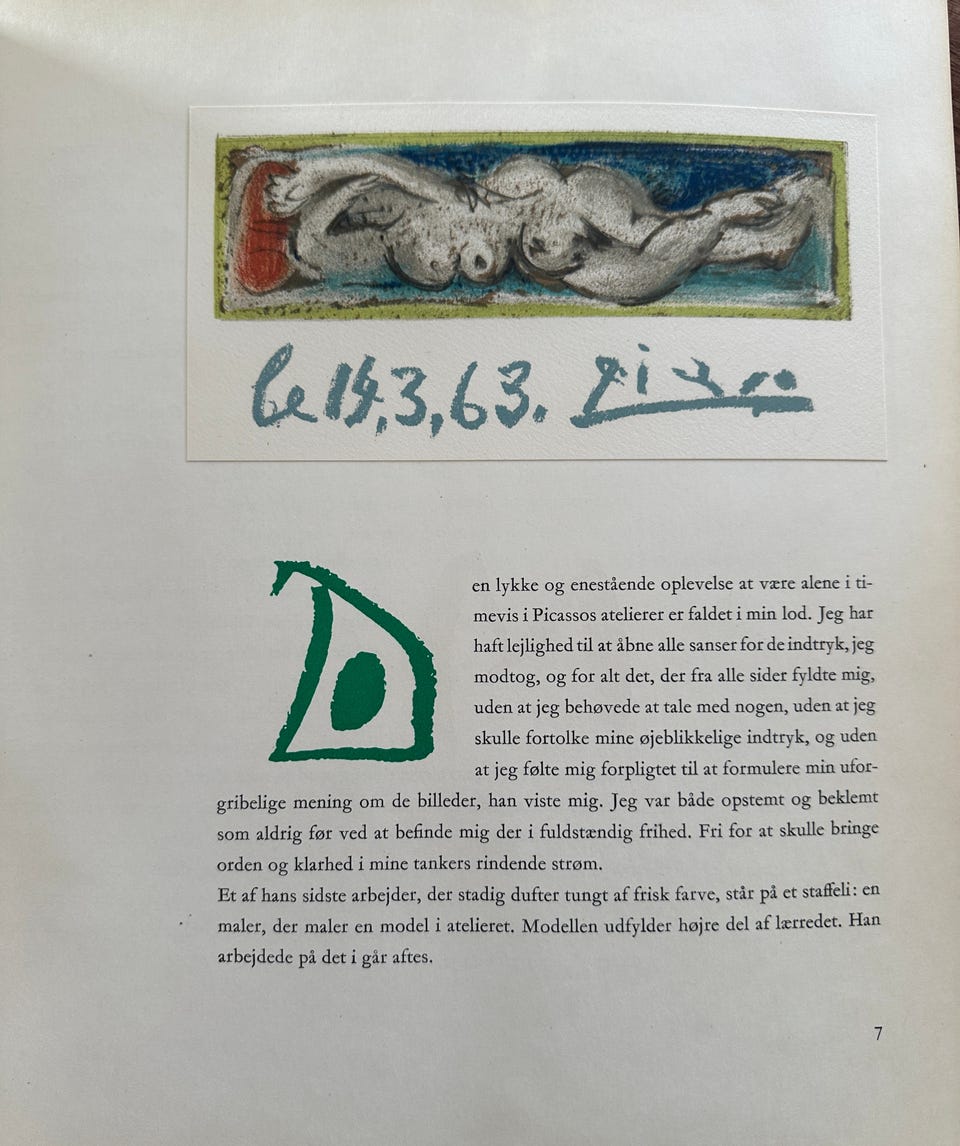 le 14,3,63. Picasso
Den lykke og enestående oplevelse at være alene i ti-
mevis i Picassos atelierer er faldet i min lod. Jeg har
haft lejlighed til at åbne alle sanser for de indtryk, jeg
modtog, og for alt det, der fra alle sider fyldte mig,
uden at jeg behøvede at tale med nogen, uden at jeg
skulle fortolke mine øjeblikkelige indtryk, og uden
at jeg følte mig forpligtet til at formulere min ufor-
gribelige mening om de billeder, han viste mig. Jeg var både opstemt og beklemt
som aldrig før ved at befinde mig der i fuldstændig frihed. Fri for at skulle bringe
orden og klarhed i mine tankers rindende strøm.
Et af hans sidste arbejder, der stadig dufter tungt af frisk farve, står på et staffeli: en
maler, der maler en model i atelieret. Modellen udfylder højre del af lærredet. Han
arbejdede på det i går aftes.
7